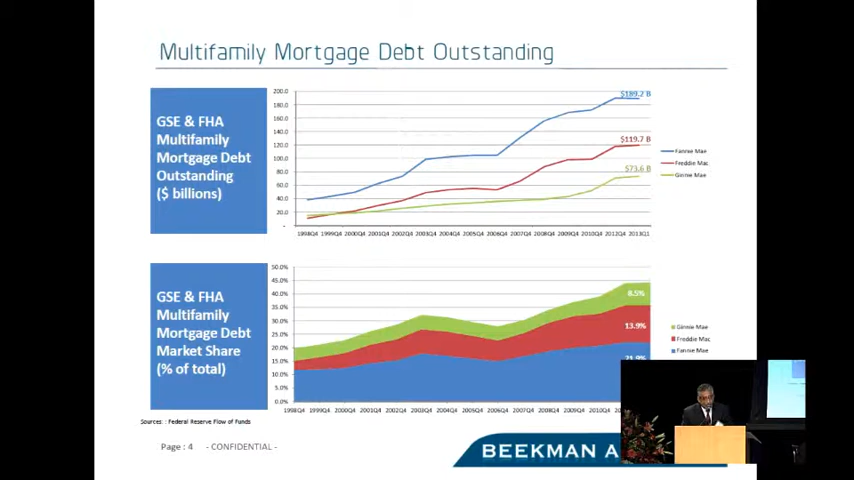 Multifamily Mortgage Debt Outstanding
GSE & FHA
Multifamily
Mortgage Debt
Outstanding
($ billions)
200.0
180.0
160.0
140.0
120.0
100.0
80.0
60.0
40.0
20.0
-
$189.2 B
$119.7 B
$73.6 B
Fannie Mae
Freddie Mac
Ginnie Mae
1998Q4 1999Q4 2000Q4 2001Q4 2002Q4 2003Q4 2004Q4 2005Q4 2006Q4 2007Q4 2008Q4 2009Q4 2010Q4 2012Q4 2013Q1
GSE & FHA
Multifamily
Mortgage Debt
Market Share
(% of total)
50.0%
45.0%
40.0%
35.0%
30.0%
25.0%
20.0%
15.0%
10.0%
5.0%
0.0%
8.5%
13.9%
21.9%
Ginnie Mae
Freddie Mac
Fannie Mae
1998Q4 1999Q4 2000Q4 2001Q4 2002Q4 2003Q4 2004Q4 2005Q4 2006Q4 2007Q4 2008Q4 2009Q4 2010Q4
Sources: : Federal Reserve Flow of Funds
Page : 4 - CONFIDENTIAL -
BEEKMAN A